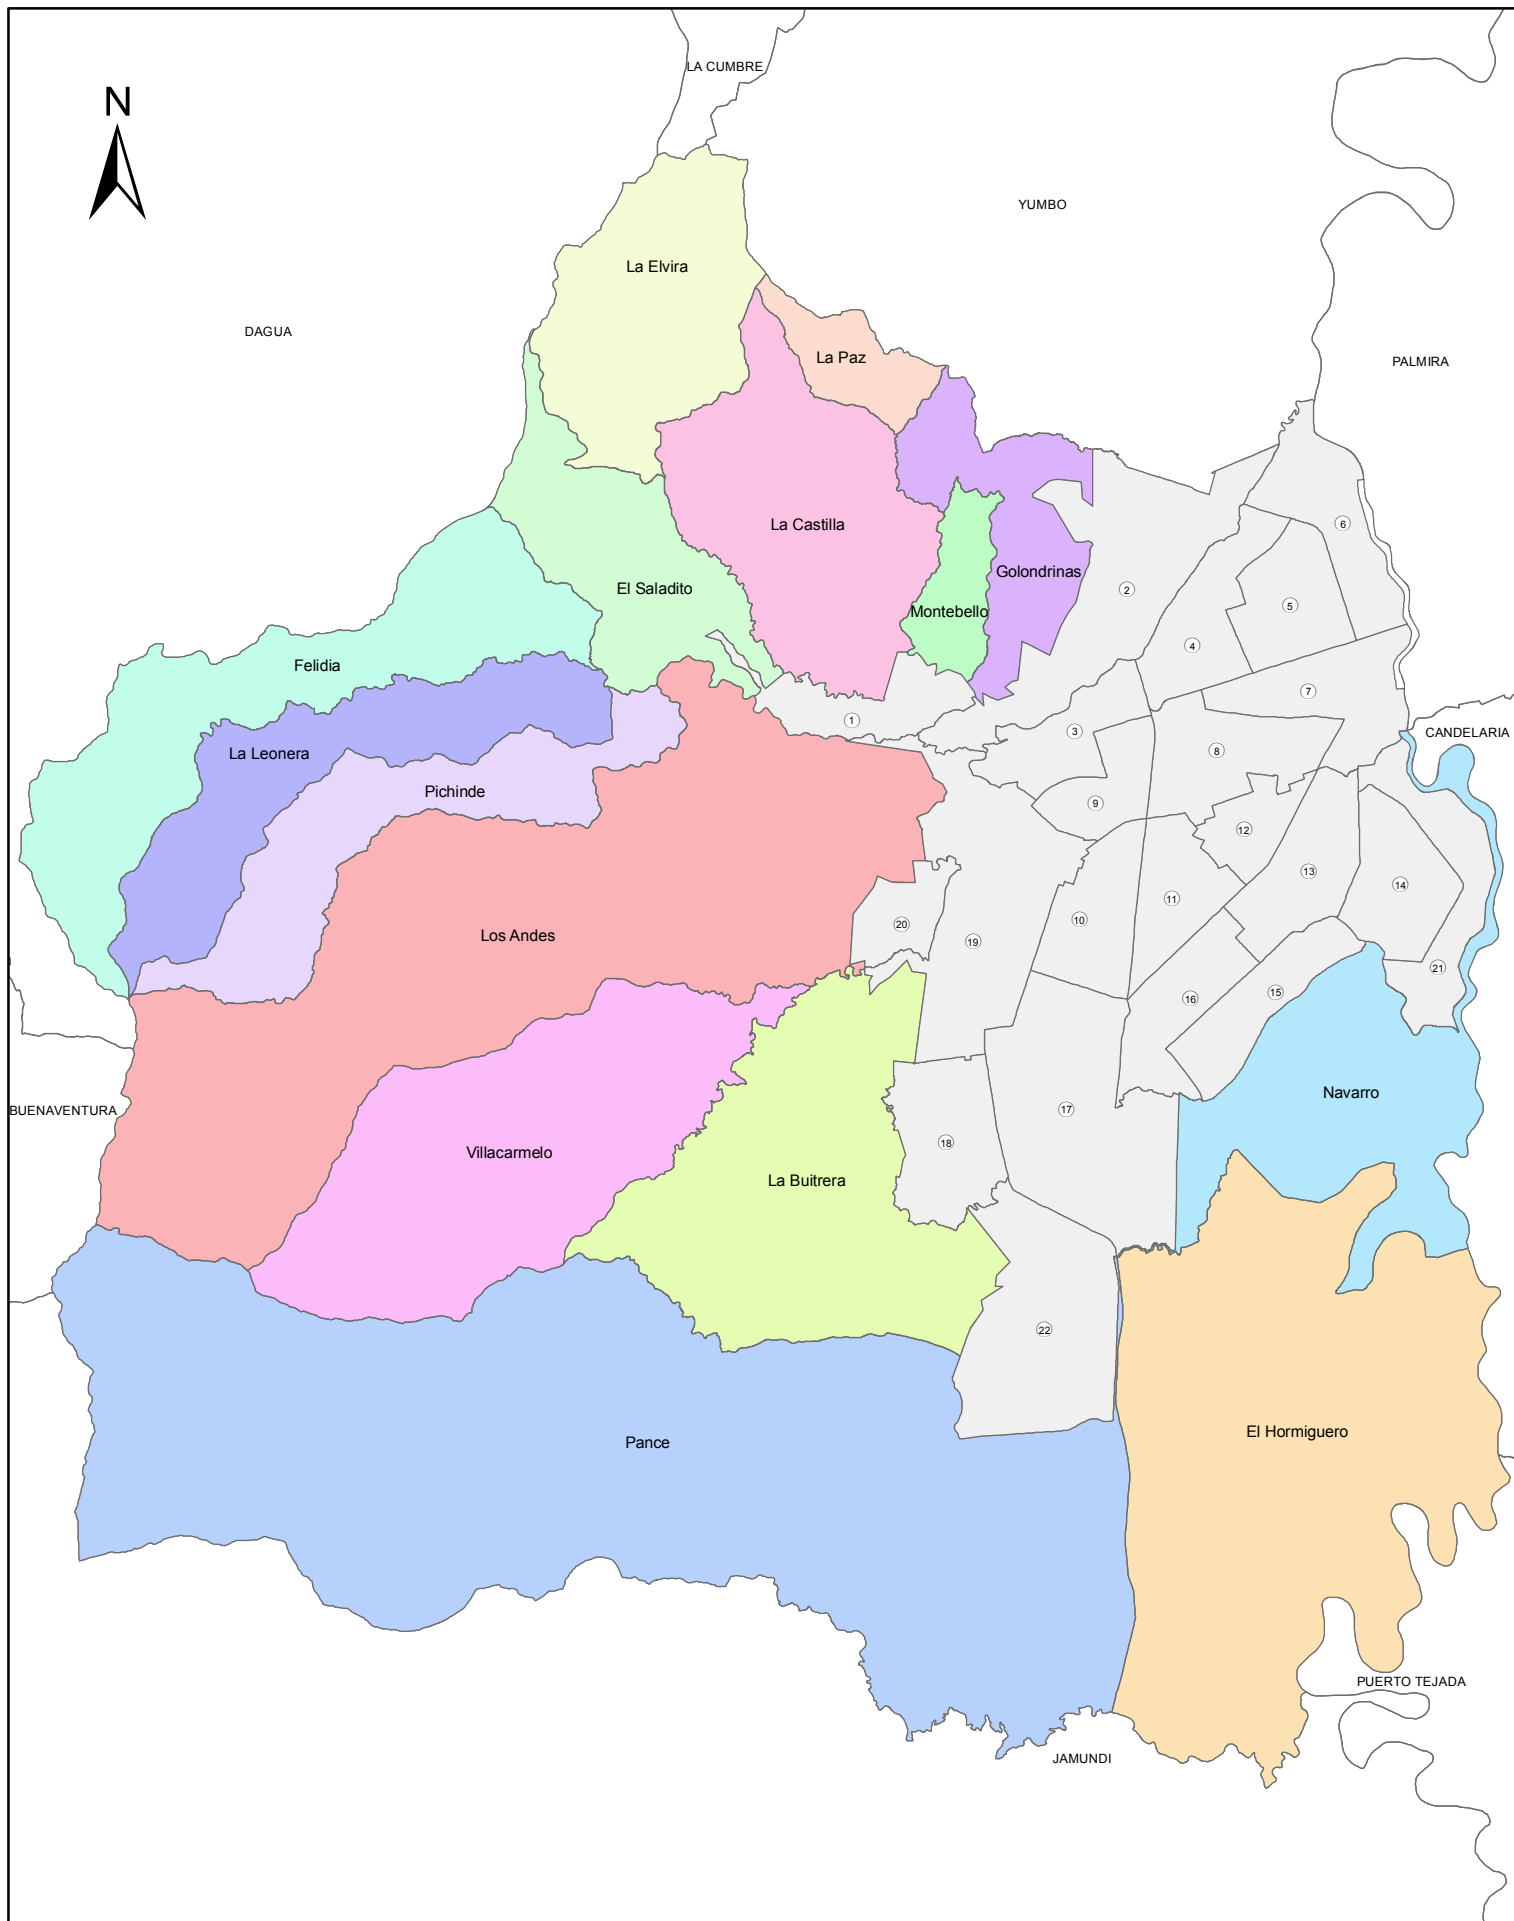 LA CUMBRE
N
YUMBO
La Elvira
DAGUA
La Paz
PALMIRA
La Castilla
6
Golondrinas
El Saladito
2
5
Montebello
4
Felidia
7
1
3
CANDELARIA
La Leonera
8
Pichinde
9
12
13
14
11
10
20
Los Andes
19
21
15
16
Navarro
BUENAVENTURA
17
18
Villacarmelo
La Buitrera
22
El Hormiguero
Pance
PUERTO TEJADA
JAMUNDI